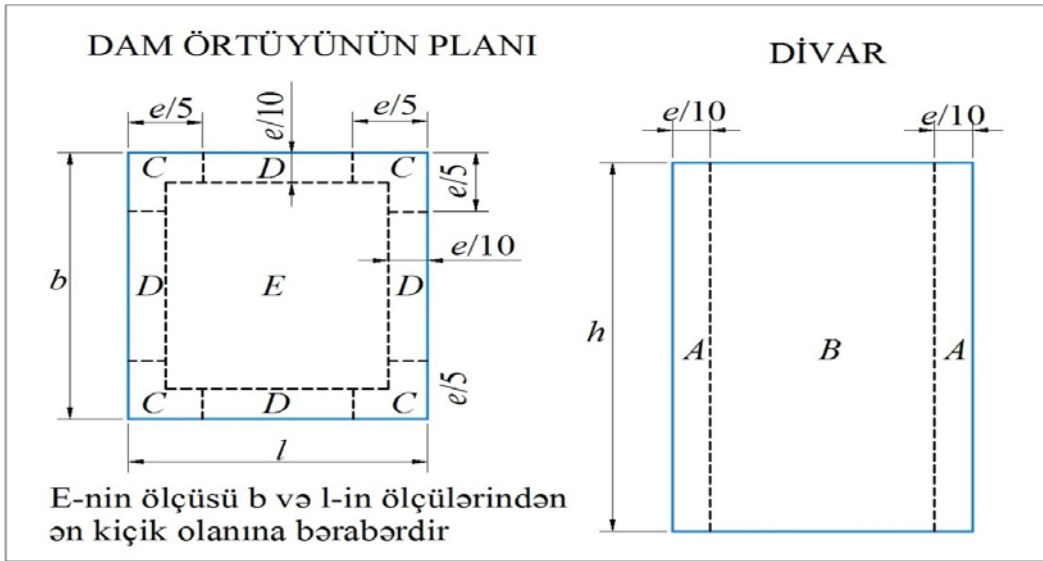 DAM ÖRTÜYÜNÜN PLANI
DİVAR
e/5
e/10
e/5
e/10
e/10
C
D
C
e/5
e/10
b
D
E
D
h
A
B
A
e/5
C
D
C
l
E-nin ölçüsü b və l-in ölçülərindən
ən kiçik olanına bərabərdir